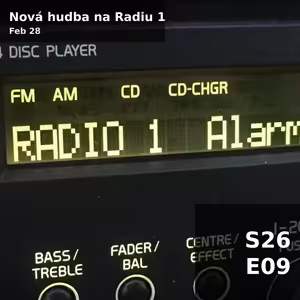 Nová hudba na Radiu 1
Feb 28
4 DISC PLAYER
FM AM CD CD-CHGR
RADIO 1 Alarm
BASS/
TREBLE
FADER/
BAL
CENTRE/
EFFECT
S26
E09